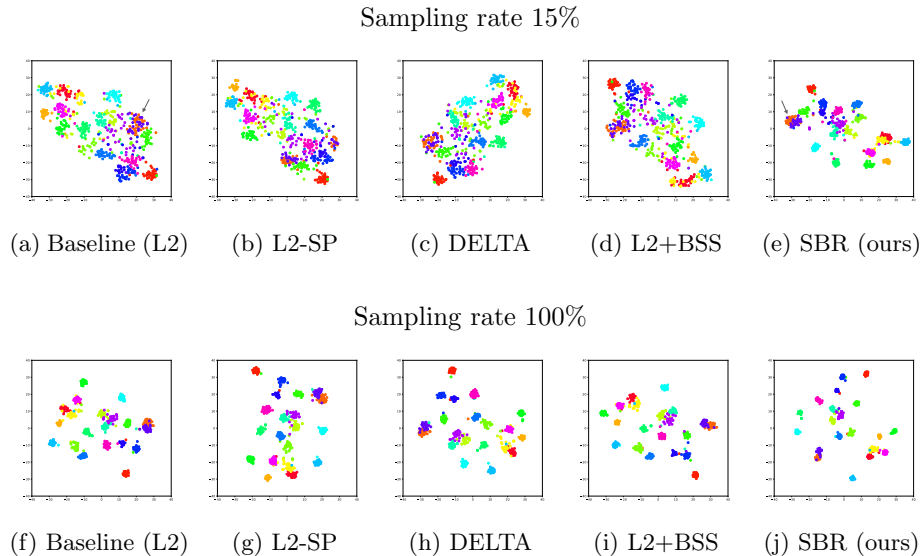 Sampling rate 15%
(a) Baseline (L2) (b) L2-SP (c) DELTA (d) L2+BSS (e) SBR (ours)
Sampling rate 100%
(f) Baseline (L2) (g) L2-SP (h) DELTA (i) L2+BSS (j) SBR (ours)